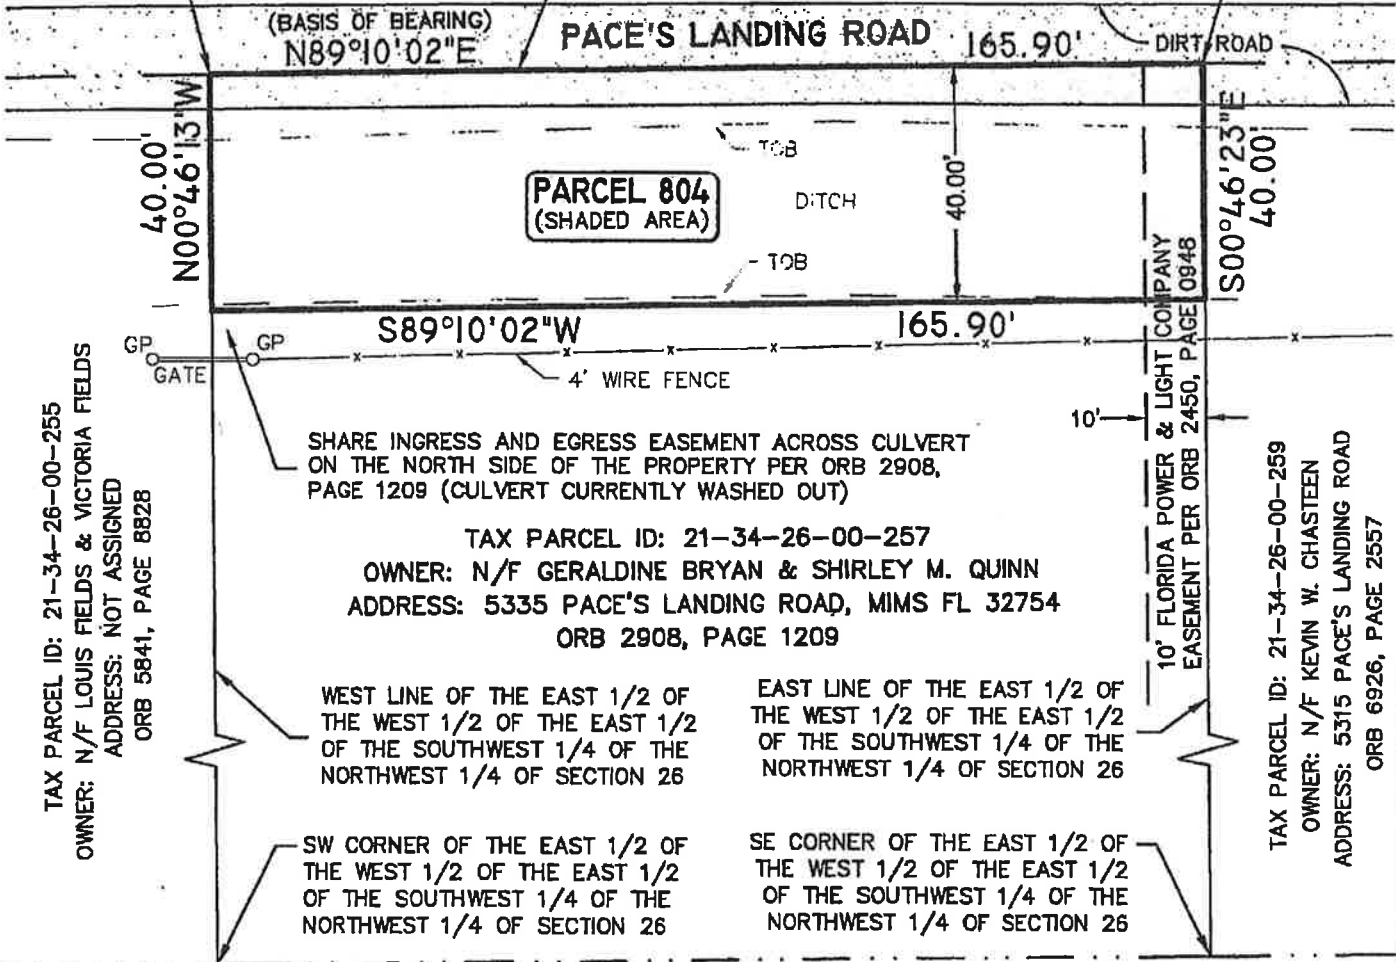 (BASIS OF BEARING)
N89°10'02"E
PACE'S LANDING ROAD
165.90'
DIRT ROAD
40.00'
N00°46'13"W
TOB
PARCEL 804
(SHADED AREA)
DITCH
40.00'
S00°46'23"E
40.00'
TOB
S89°10'02"W
165.90'
GP
GP
GATE
4' WIRE FENCE
10'
10' FLORIDA POWER & LIGHT COMPANY
EASEMENT PER ORB 2450, PAGE 0948
SHARE INGRESS AND EGRESS EASEMENT ACROSS CULVERT
ON THE NORTH SIDE OF THE PROPERTY PER ORB 2908,
PAGE 1209 (CULVERT CURRENTLY WASHED OUT)
TAX PARCEL ID: 21-34-26-00-257
OWNER: N/F GERALDINE BRYAN & SHIRLEY M. QUINN
ADDRESS: 5335 PACE'S LANDING ROAD, MIMS FL 32754
ORB 2908, PAGE 1209
TAX PARCEL ID: 21-34-26-00-255
OWNER: N/F LOUIS FIELDS & VICTORIA FIELDS
ADDRESS: NOT ASSIGNED
ORB 5841, PAGE 8828
TAX PARCEL ID: 21-34-26-00-259
OWNER: N/F KEVIN W. CHASTEEN
ADDRESS: 5315 PACE'S LANDING ROAD
ORB 6926, PAGE 2557
WEST LINE OF THE EAST 1/2 OF
THE WEST 1/2 OF THE EAST 1/2
OF THE SOUTHWEST 1/4 OF THE
NORTHWEST 1/4 OF SECTION 26
EAST LINE OF THE EAST 1/2 OF
THE WEST 1/2 OF THE EAST 1/2
OF THE SOUTHWEST 1/4 OF THE
NORTHWEST 1/4 OF SECTION 26
SW CORNER OF THE EAST 1/2 OF
THE WEST 1/2 OF THE EAST 1/2
OF THE SOUTHWEST 1/4 OF THE
NORTHWEST 1/4 OF SECTION 26
SE CORNER OF THE EAST 1/2 OF
THE WEST 1/2 OF THE EAST 1/2
OF THE SOUTHWEST 1/4 OF THE
NORTHWEST 1/4 OF SECTION 26